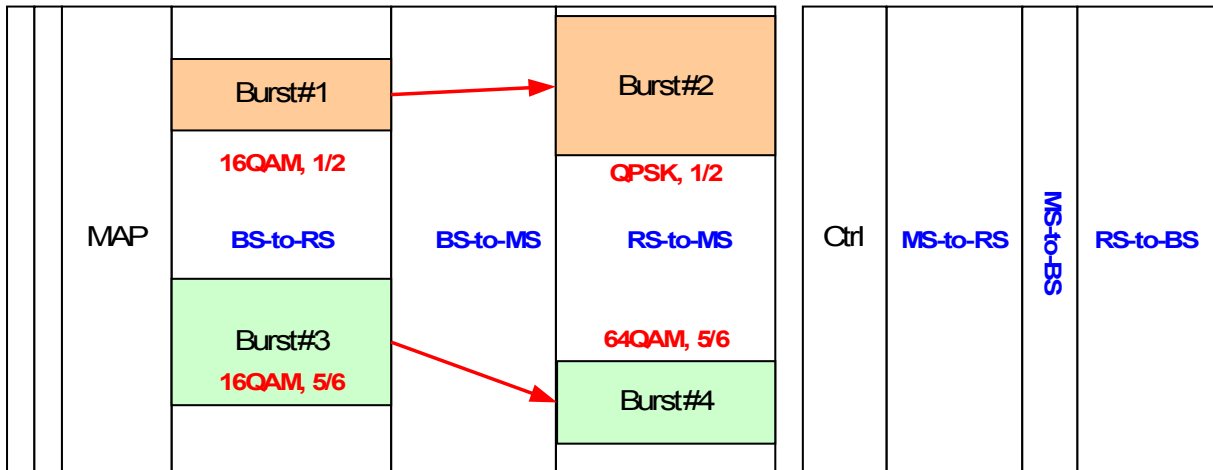 Burst#1
Burst#2
16QAM, 1/2
QPSK, 1/2
MAP
BS-to-RS
BS-to-MS
RS-to-MS
Ctrl
MS-to-RS
MS-to-BS
RS-to-BS
Burst#3
16QAM, 5/6
64QAM, 5/6
Burst#4